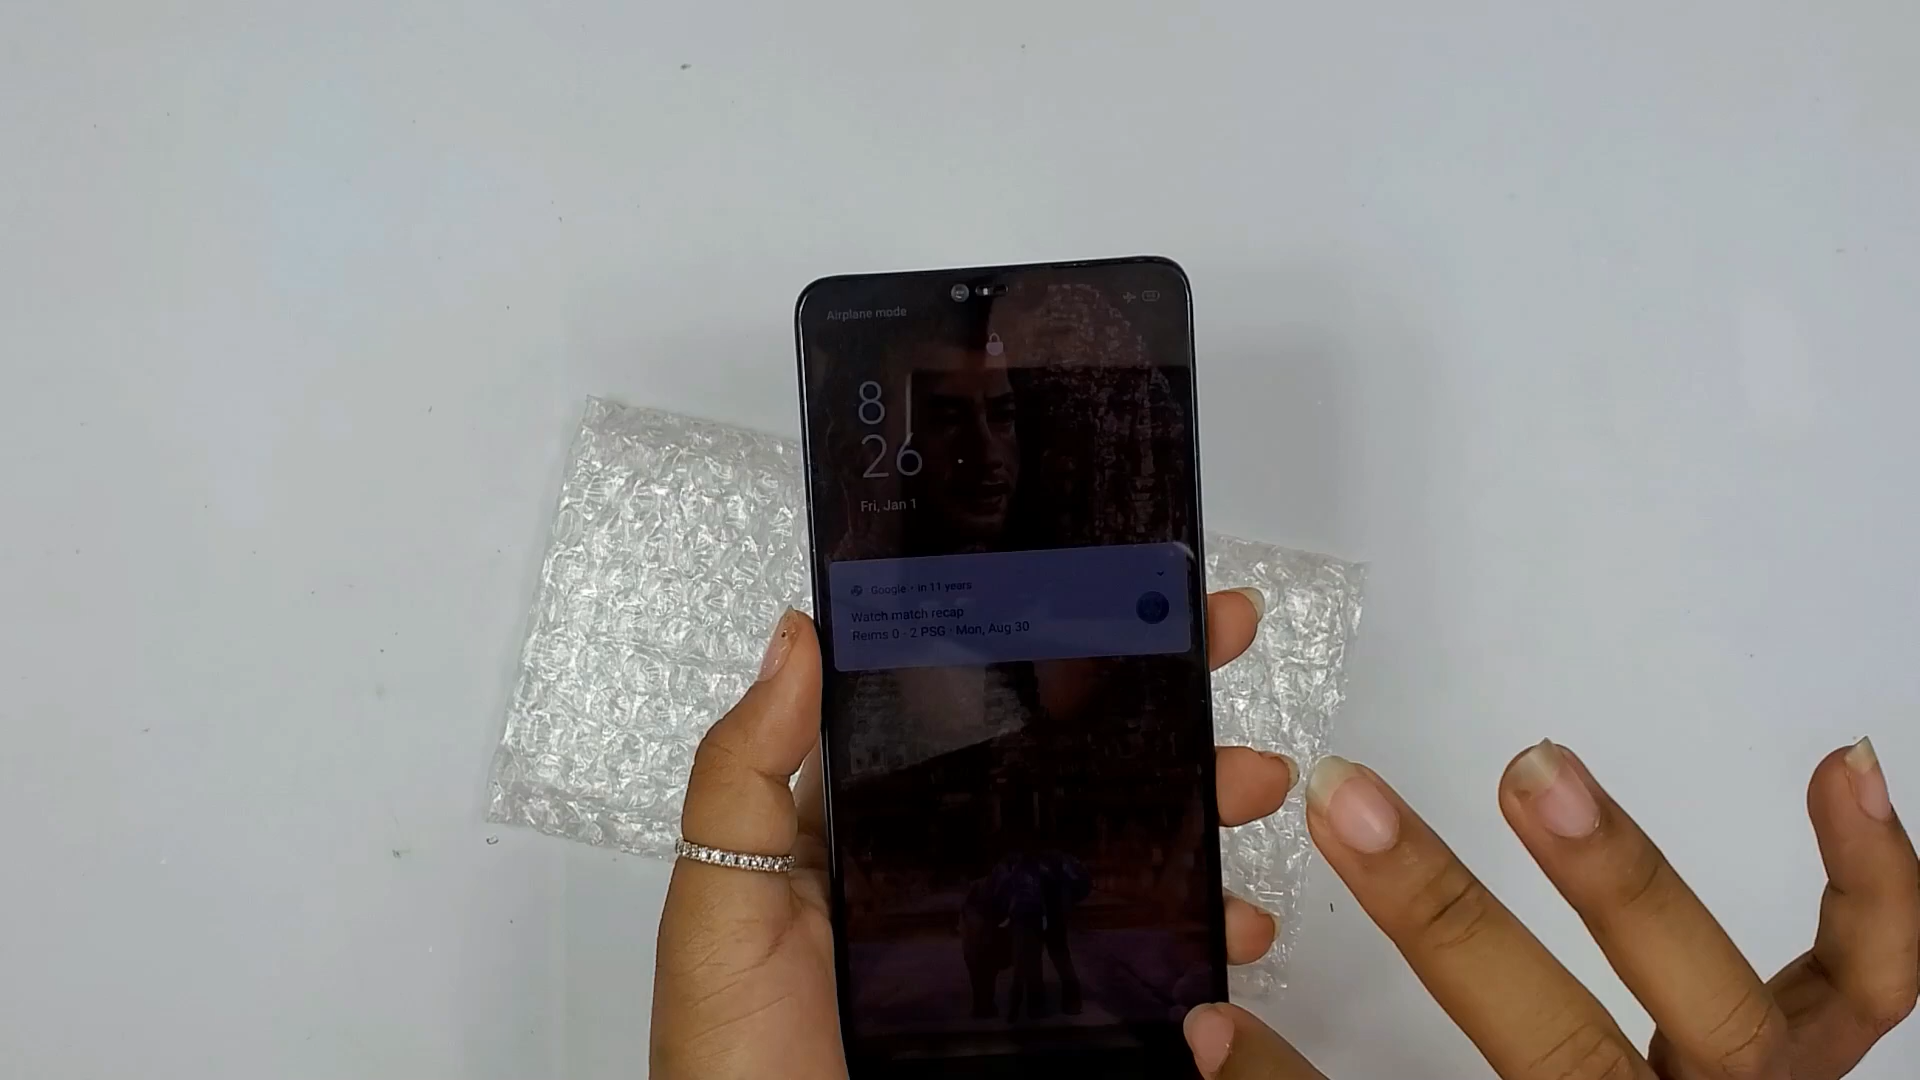 Airplane mode
8
26
Fri, Jan 1
Google · in 11 years
Watch match recap
Reims 0 - 2 PSG · Mon, Aug 30